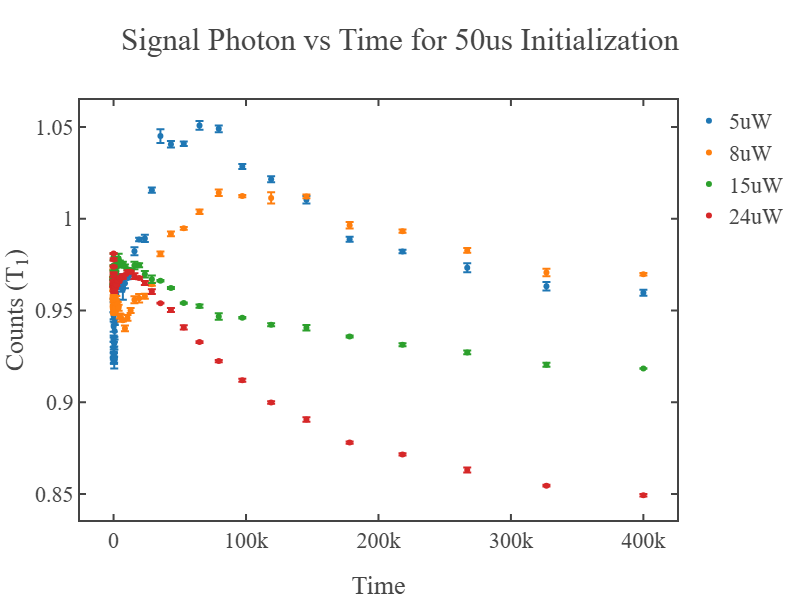 Signal Photon vs Time for 50us Initialization
1.05
1
0.95
0.9
0.85
Counts (T1)
0
100k
200k
300k
400k
Time
5uW
8uW
15uW
24uW